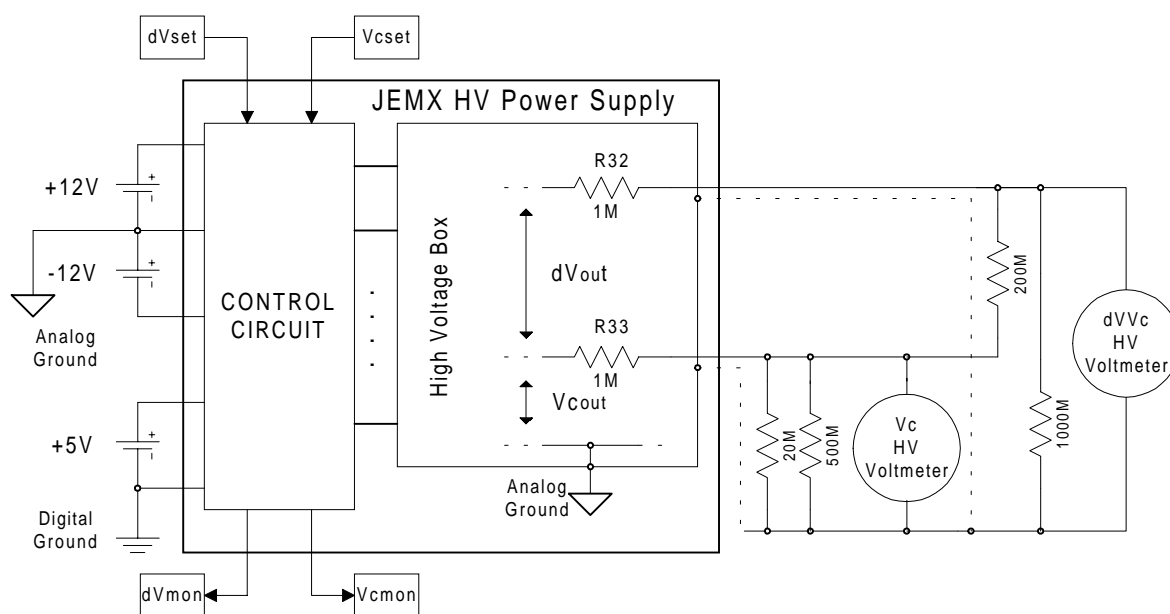 dVset
Vcset
JEMX HV Power Supply
+12V
-12V
Analog
Ground
+5V
Digital
Ground
CONTROL
CIRCUIT
High Voltage Box
R32
1M
dVout
R33
1M
Vcout
Analog
Ground
20M
500M
Vc
HV
Voltmeter
200M
1000M
dVVc
HV
Voltmeter
dVmon
Vcmon
+
–
+
–
+
–